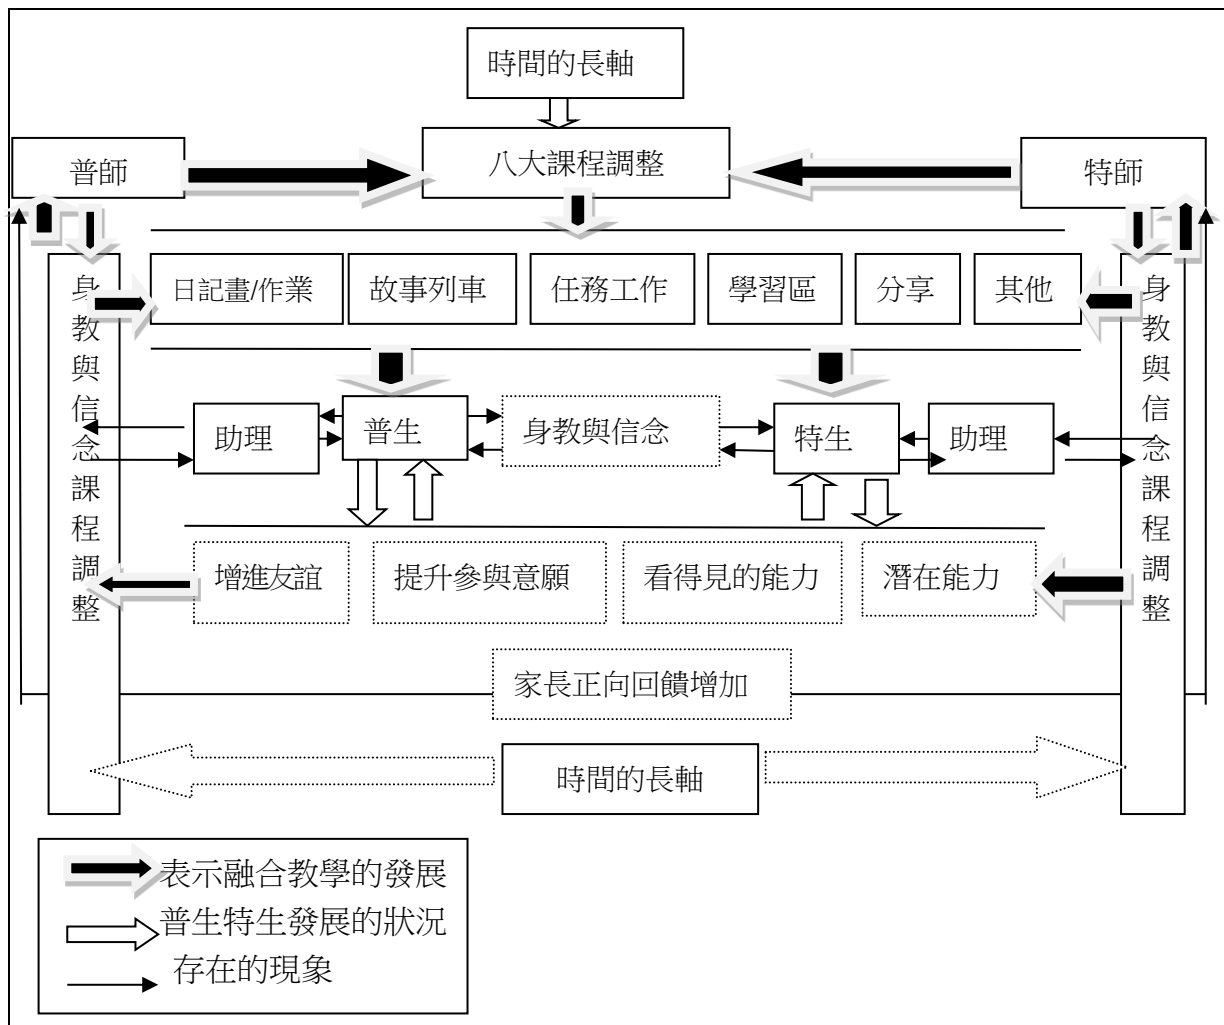 時間的長軸
普師
八大課程調整
特師
日記畫/作業
故事列車
任務工作
學習區
分享
其他
身教與信念課程調整
身教與信念課程調整
助理
普生
身教與信念
特生
助理
增進友誼
提升參與意願
看得見的能力
潛在能力
家長正向回饋增加
時間的長軸
表示融合教學的發展
普生特生發展的狀況
存在的現象